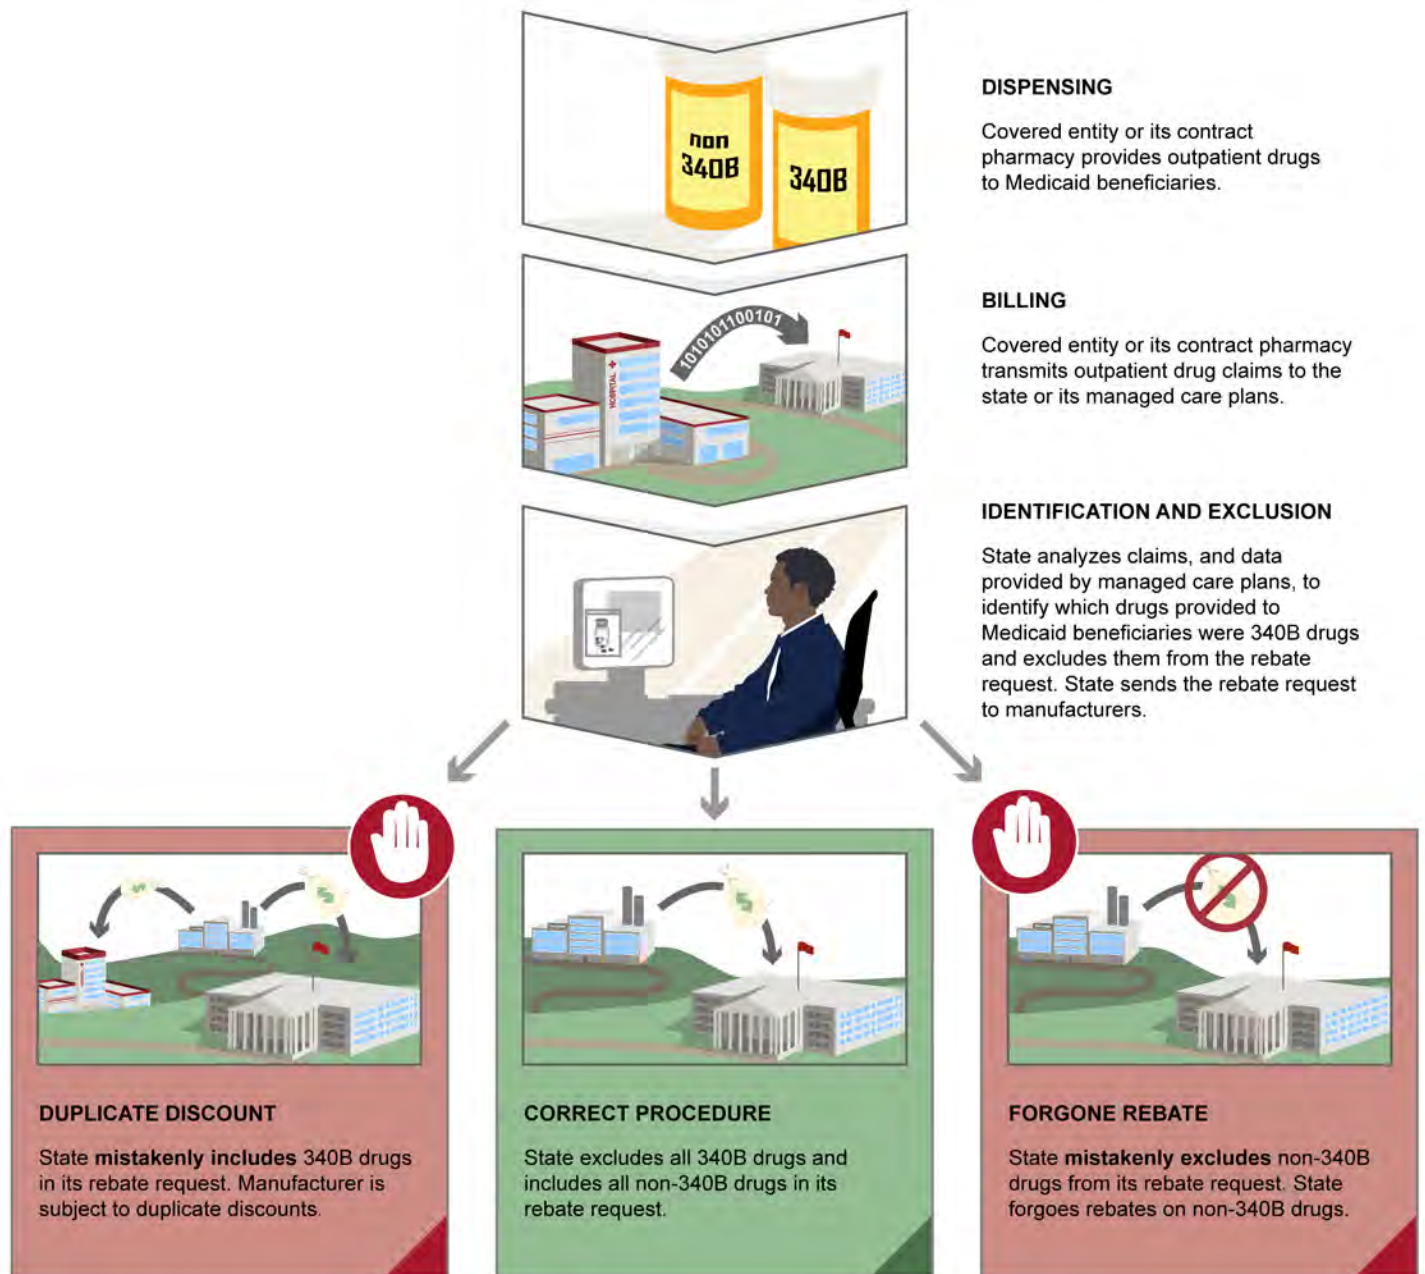 non
340B
340B
DISPENSING
Covered entity or its contract
pharmacy provides outpatient drugs
to Medicaid beneficiaries.
1010101100101
HOSPITAL
BILLING
Covered entity or its contract pharmacy
transmits outpatient drug claims to the
state or its managed care plans.
IDENTIFICATION AND EXCLUSION
State analyzes claims, and data
provided by managed care plans, to
identify which drugs provided to
Medicaid beneficiaries were 340B drugs
and excludes them from the rebate
request. State sends the rebate request
to manufacturers.
$
$
DUPLICATE DISCOUNT
State mistakenly includes 340B drugs
in its rebate request. Manufacturer is
subject to duplicate discounts.
$
CORRECT PROCEDURE
State excludes all 340B drugs and
includes all non-340B drugs in its
rebate request.
$
FORGONE REBATE
State mistakenly excludes non-340B
drugs from its rebate request. State
forgoes rebates on non-340B drugs.